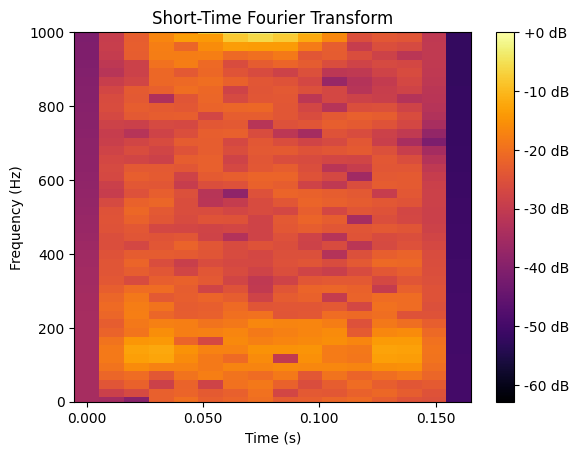 Short-Time Fourier Transform
1000
800
600
400
200
0
Frequency (Hz)
0.000
0.050
0.100
0.150
Time (s)
+0 dB
-10 dB
-20 dB
-30 dB
-40 dB
-50 dB
-60 dB